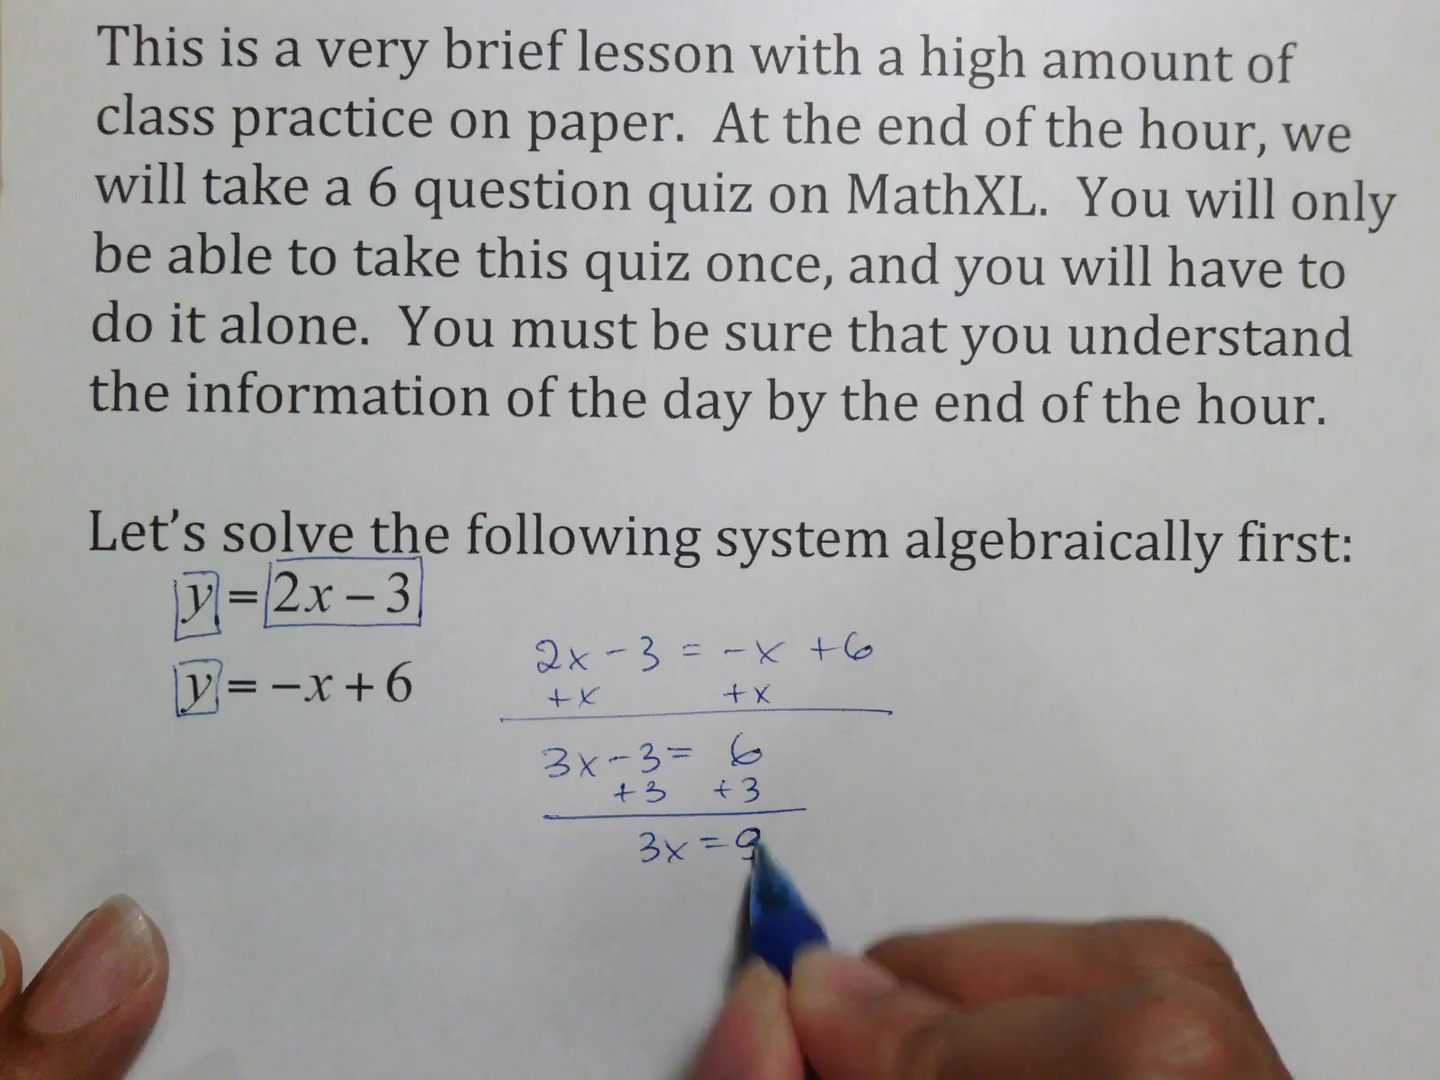 This is a very brief lesson with a high amount of
class practice on paper. At the end of the hour, we
will take a 6 question quiz on MathXL. You will only
be able to take this quiz once, and you will have to
do it alone. You must be sure that you understand
the information of the day by the end of the hour.
Let's solve the following system algebraically first:
y = 2x − 3
y = −x + 6
2x - 3 = -x + 6
+x +x
3x - 3 = 6
+3 +3
3x = 9